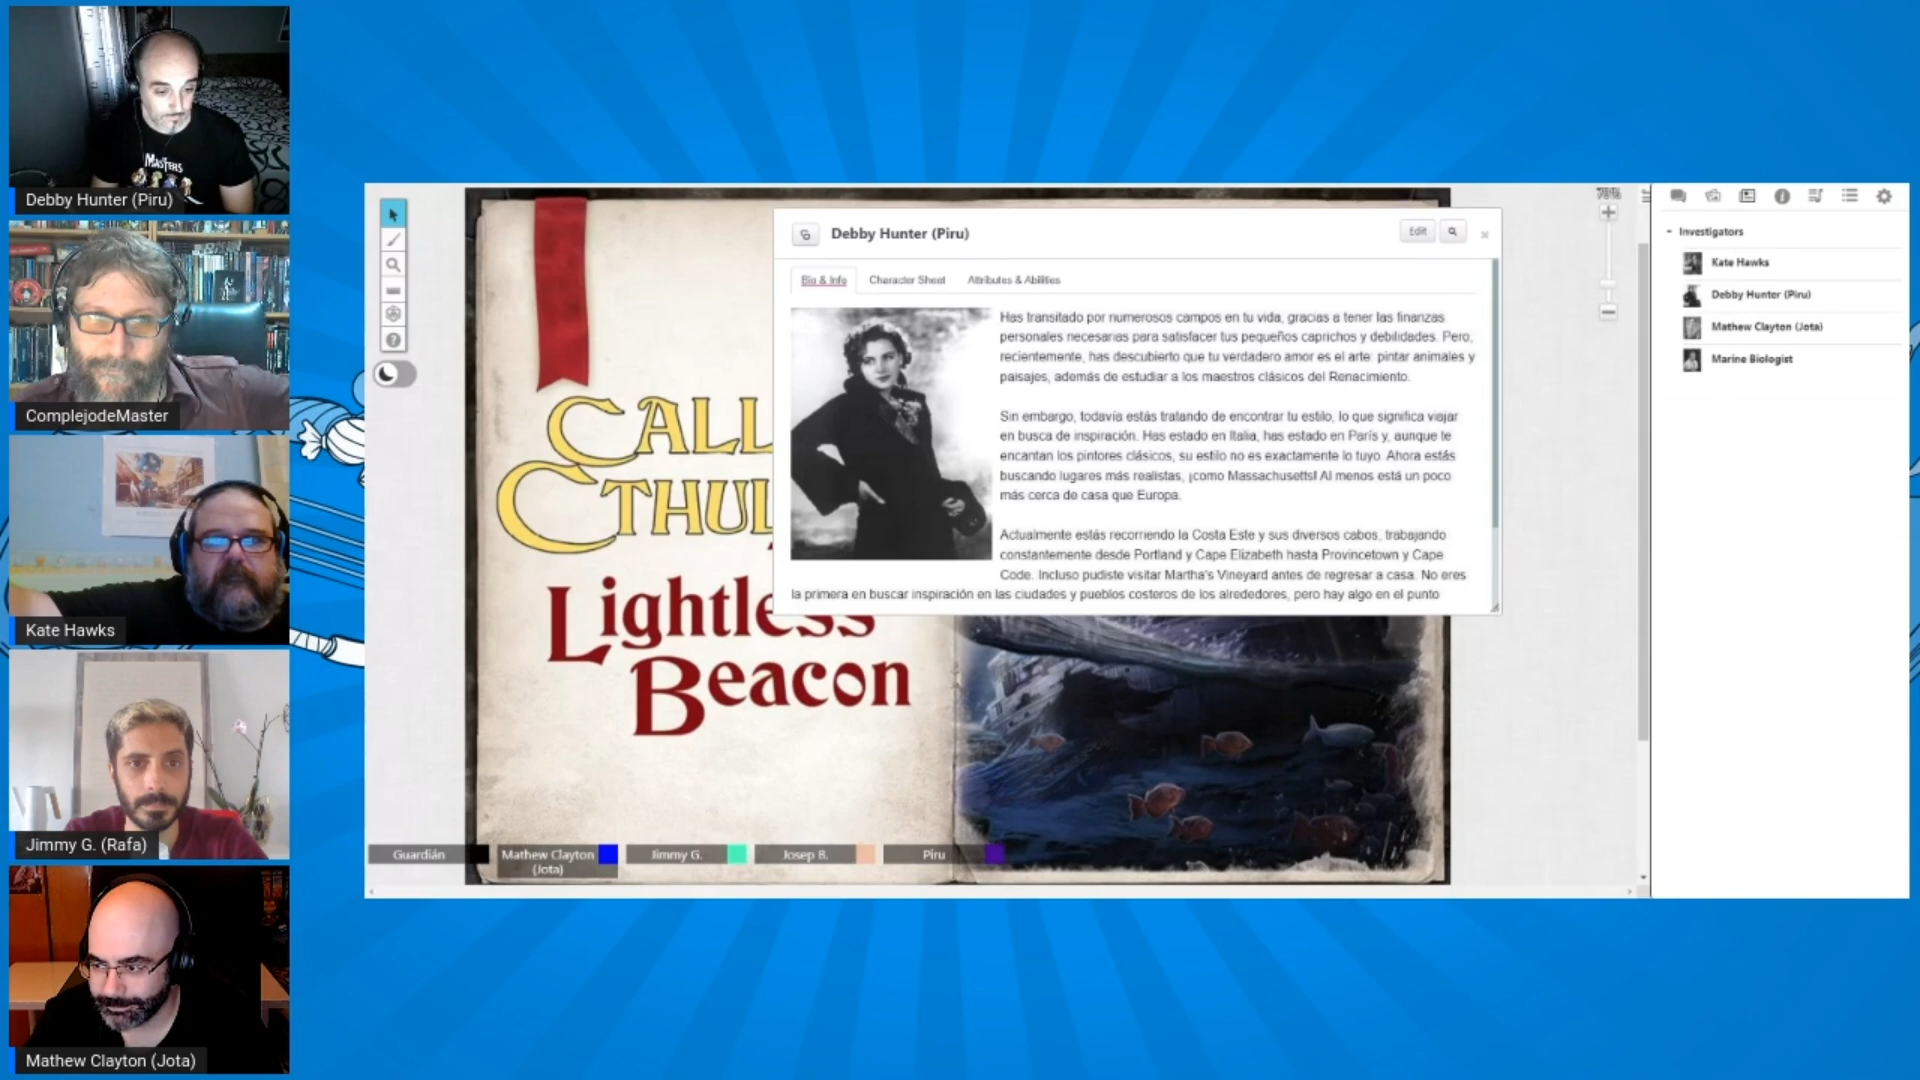 MASTERS
Debby Hunter (Piru)
ComplejodeMaster
Kate Hawks
Jimmy G. (Rafa)
Mathew Clayton (Jota)
CALL
CTHUL
Lightless
Beacon
Debby Hunter (Piru)
Edit
Bio & Info
Character Sheet
Attributes & Abilities
Has transitado por numerosos campos en tu vida, gracias a tener las finanzas
personales necesarias para satisfacer tus pequeños caprichos y debilidades. Pero,
recientemente, has descubierto que tu verdadero amor es el arte: pintar animales y
paisajes, además de estudiar a los maestros clásicos del Renacimiento.
Sin embargo, todavía estás tratando de encontrar tu estilo, lo que significa viajar
en busca de inspiración. Has estado en Italia, has estado en París y, aunque te
encantan los pintores clásicos, su estilo no es exactamente lo tuyo. Ahora estás
buscando lugares más realistas, ¡como Massachusetts! Al menos está un poco
más cerca de casa que Europa.
Actualmente estás recorriendo la Costa Este y sus diversos cabos, trabajando
constantemente desde Portland y Cape Elizabeth hasta Provincetown y Cape
Code. Incluso pudiste visitar Martha's Vineyard antes de regresar a casa. No eres
la primera en buscar inspiración en las ciudades y pueblos costeros de los alrededores, pero hay algo en el punto
Guardián
Mathew Clayton
(Jota)
Jimmy G.
Josep B.
Piru
Investigators
Kate Hawks
Debby Hunter (Piru)
Mathew Clayton (Jota)
Marine Biologist